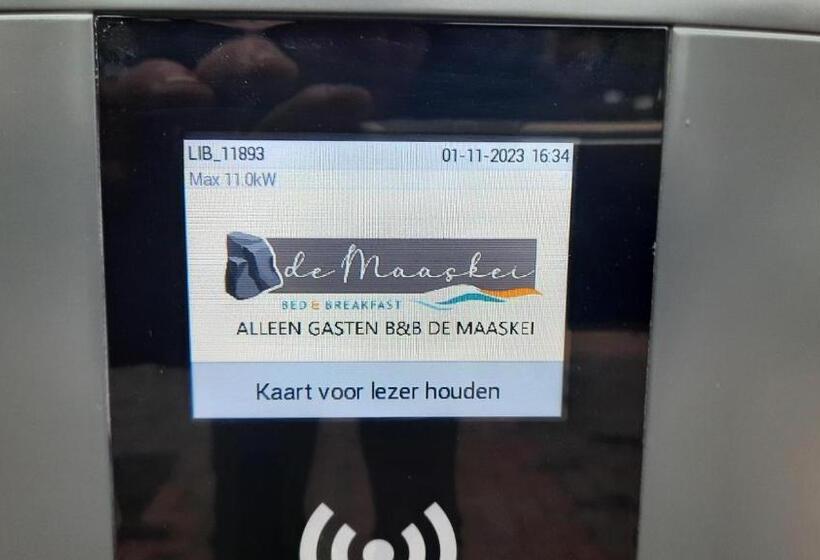 LIB_11893 01-11-2023 16:34
Max 11.0kW
de Maaskei
BED & BREAKFAST
ALLEEN GASTEN B&B DE MAASKEI
Kaart voor lezer houden